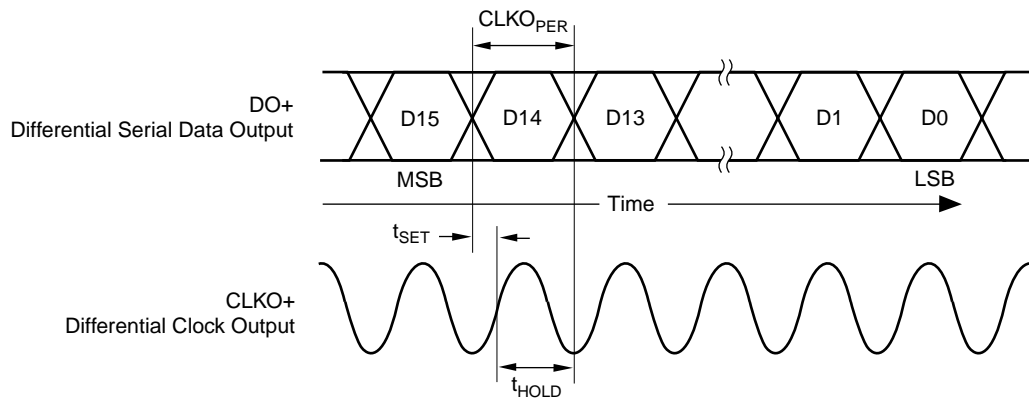 CLKOPER
DO+
Differential Serial Data Output
D15 D14 D13 D1 D0
MSB LSB
Time
tSET
CLKO+
Differential Clock Output
tHOLD